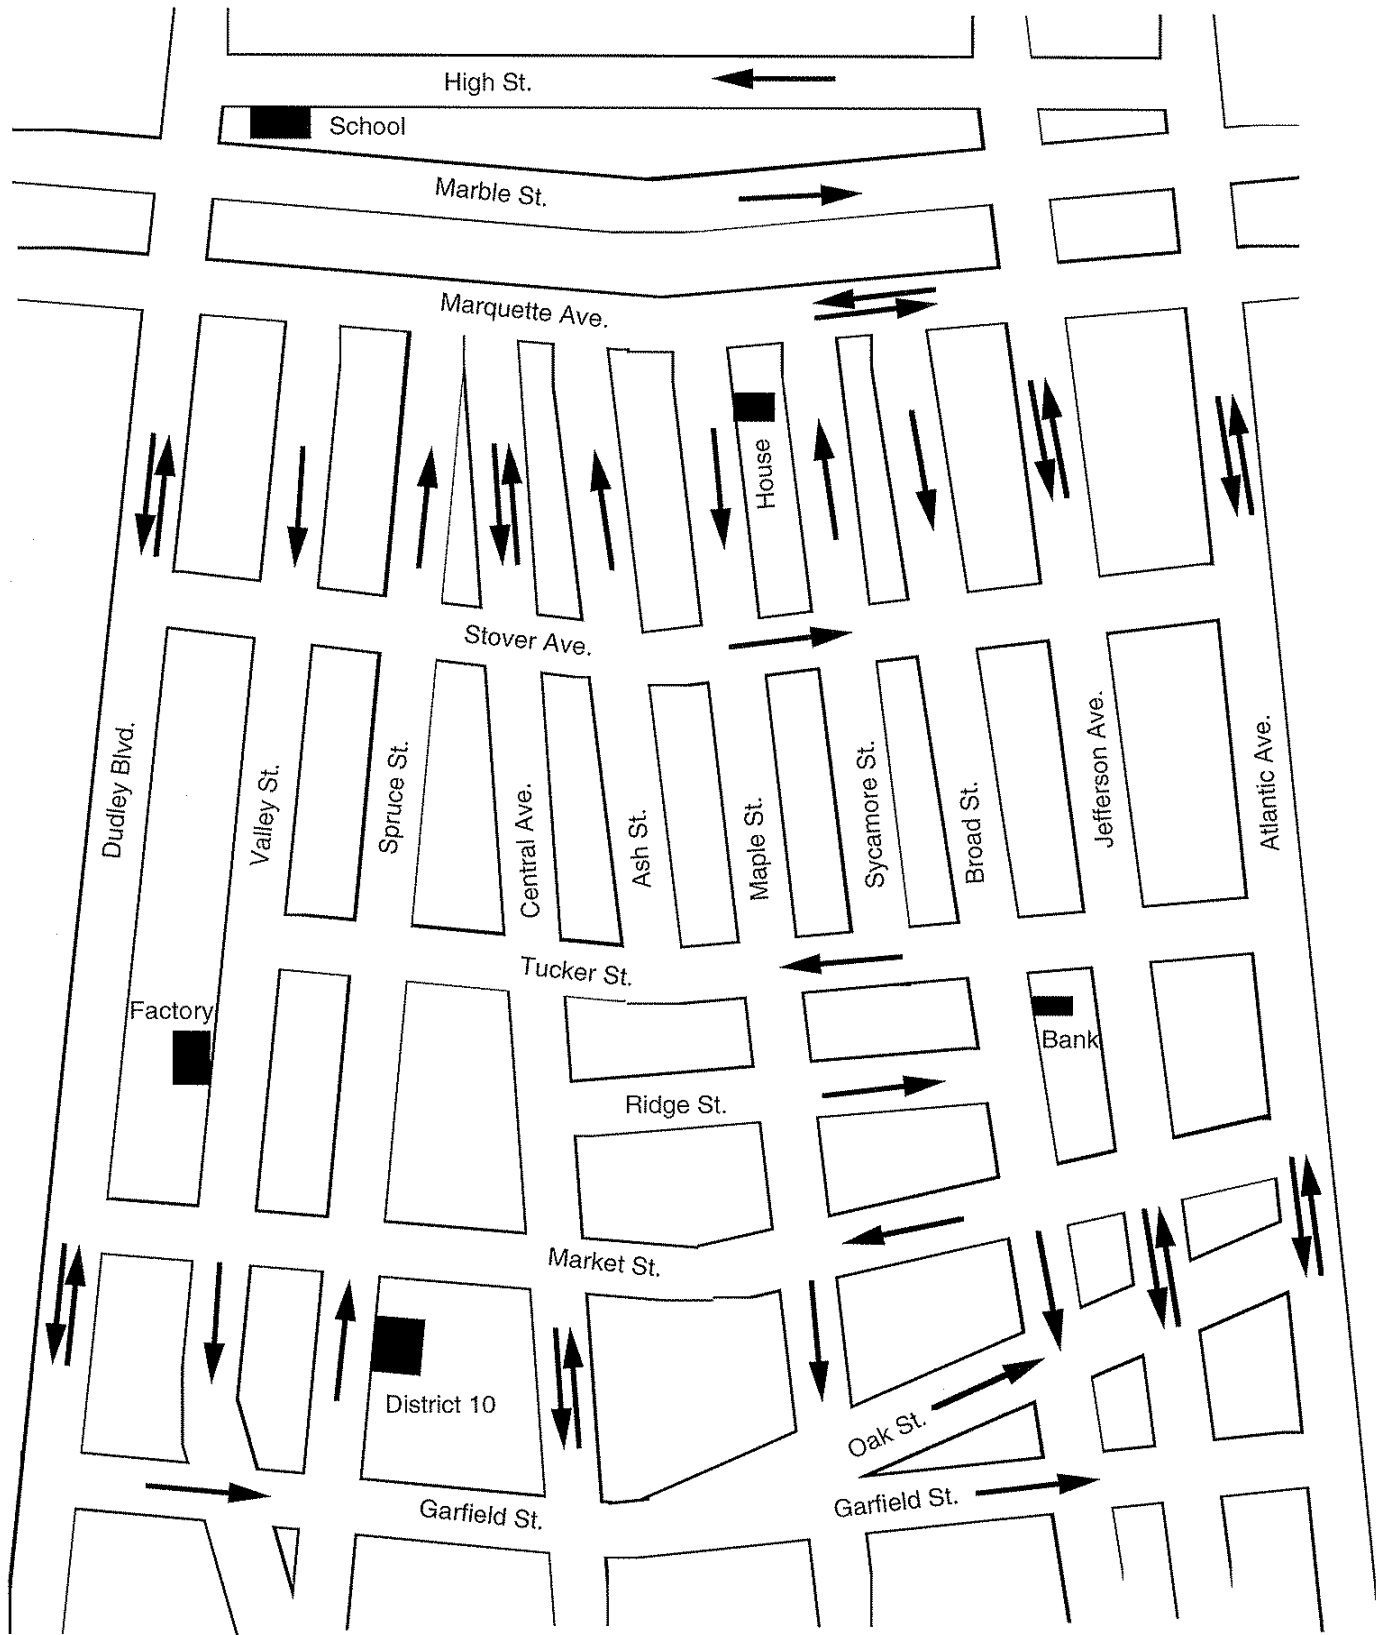 High St.
School
Marble St.
Marquette Ave.
House
Stover Ave.
Dudley Blvd.
Valley St.
Spruce St.
Central Ave.
Ash St.
Maple St.
Sycamore St.
Broad St.
Jefferson Ave.
Atlantic Ave.
Tucker St.
Factory
Bank
Ridge St.
Market St.
District 10
Oak St.
Garfield St.
Garfield St.